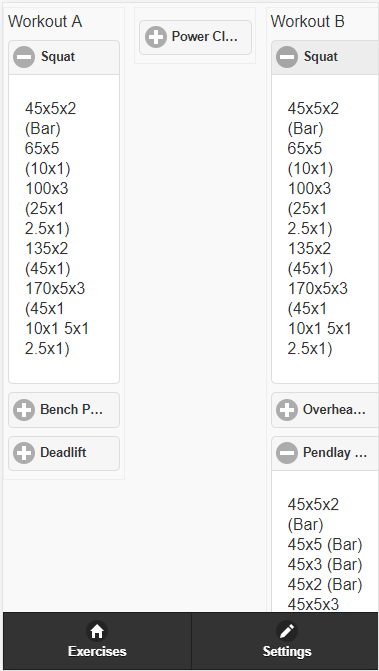 Workout A
Squat
45x5x2
(Bar)
65x5
(10x1)
100x3
(25x1
2.5x1)
135x2
(45x1)
170x5x3
(45x1
10x1 5x1
2.5x1)
Bench P...
Deadlift
Power Cl...
Workout B
Squat
45x5x2
(Bar)
65x5
(10x1)
100x3
(25x1
2.5x1)
135x2
(45x1)
170x5x3
(45x1
10x1 5x1
2.5x1)
Overhea...
Pendlay ...
45x5x2
(Bar)
45x5 (Bar)
45x3 (Bar)
45x2 (Bar)
45x5x3
Exercises
Settings